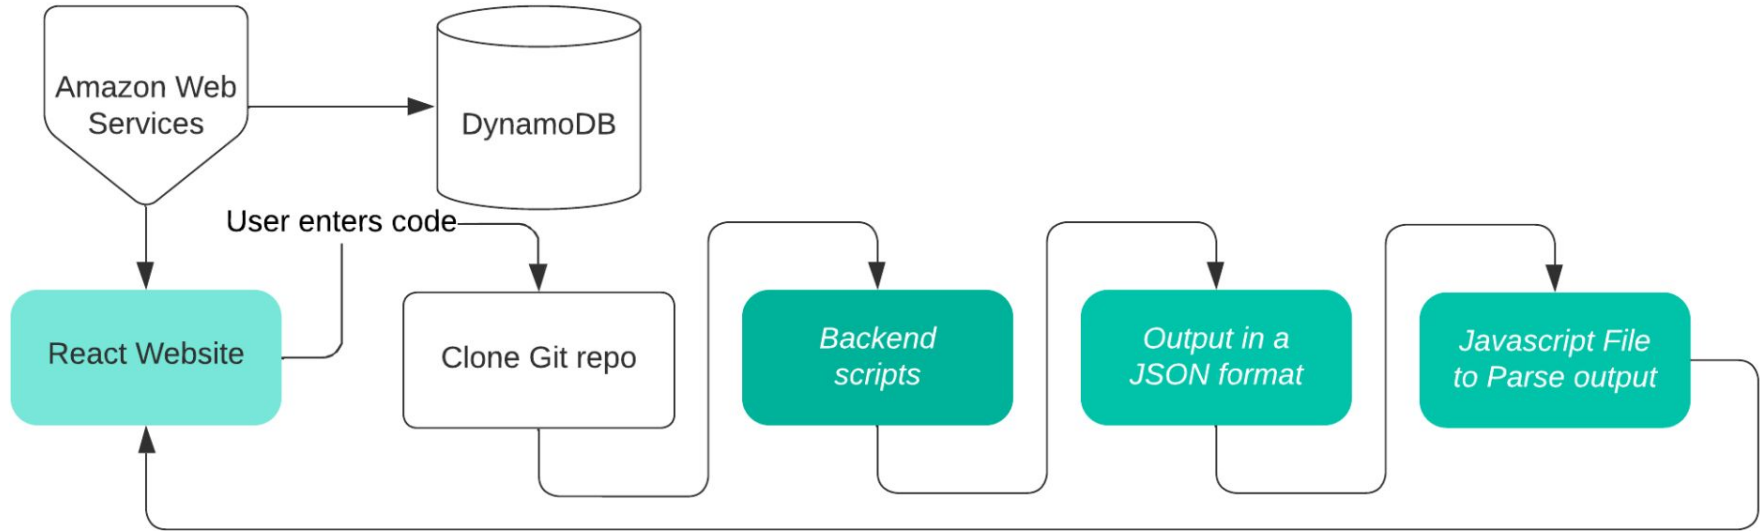 Amazon Web
Services
DynamoDB
User enters code
React Website
Clone Git repo
Backend
scripts
Output in a
JSON format
Javascript File
to Parse output